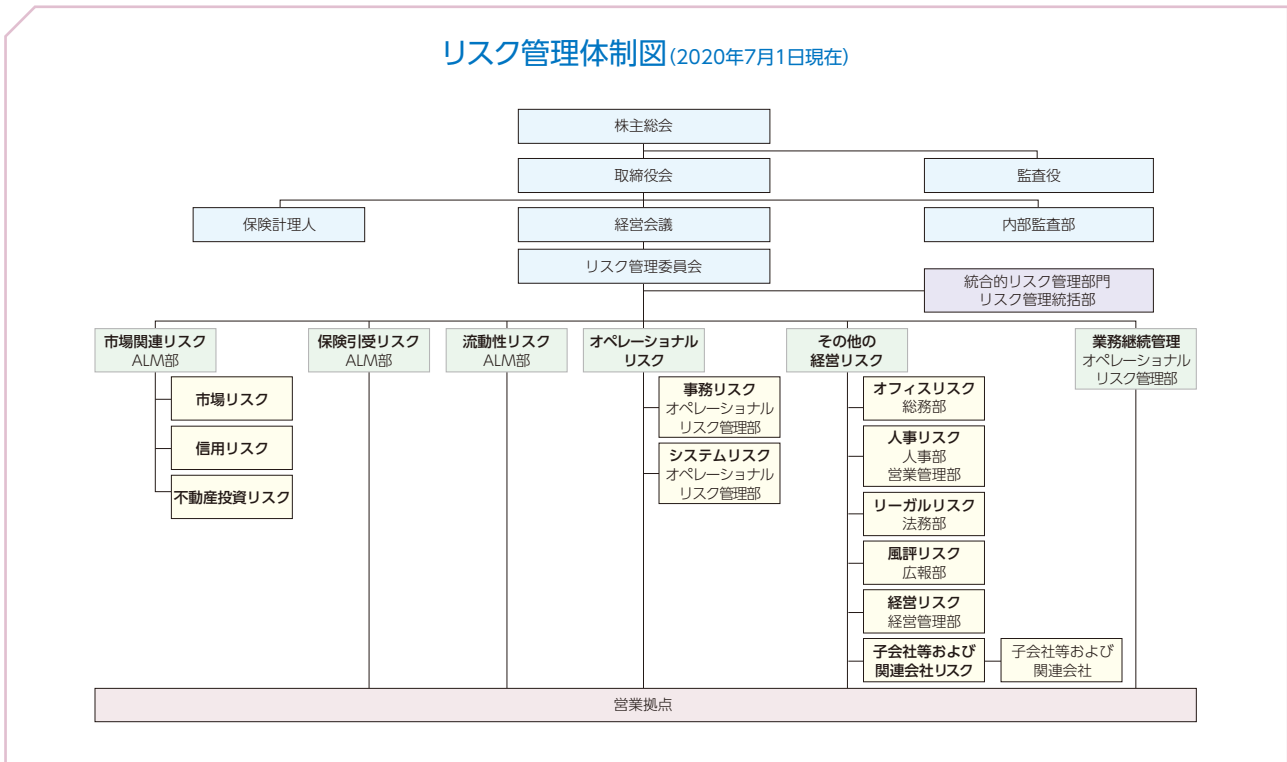 リスク管理体制図(2020年7月1日現在)
株主総会
取締役会
監査役
保険計理人
経営会議
内部監査部
リスク管理委員会
統合的リスク管理部門
リスク管理統括部
市場関連リスク
ALM部
保険引受リスク
ALM部
流動性リスク
ALM部
オペレーショナル
リスク
その他の
経営リスク
業務継続管理
オペレーショナル
リスク管理部
市場リスク
信用リスク
不動産投資リスク
事務リスク
オペレーショナル
リスク管理部
システムリスク
オペレーショナル
リスク管理部
オフィスリスク
総務部
人事リスク
人事部
営業管理部
リーガルリスク
法務部
風評リスク
広報部
経営リスク
経営管理部
子会社等および
関連会社リスク
子会社等および
関連会社
営業拠点